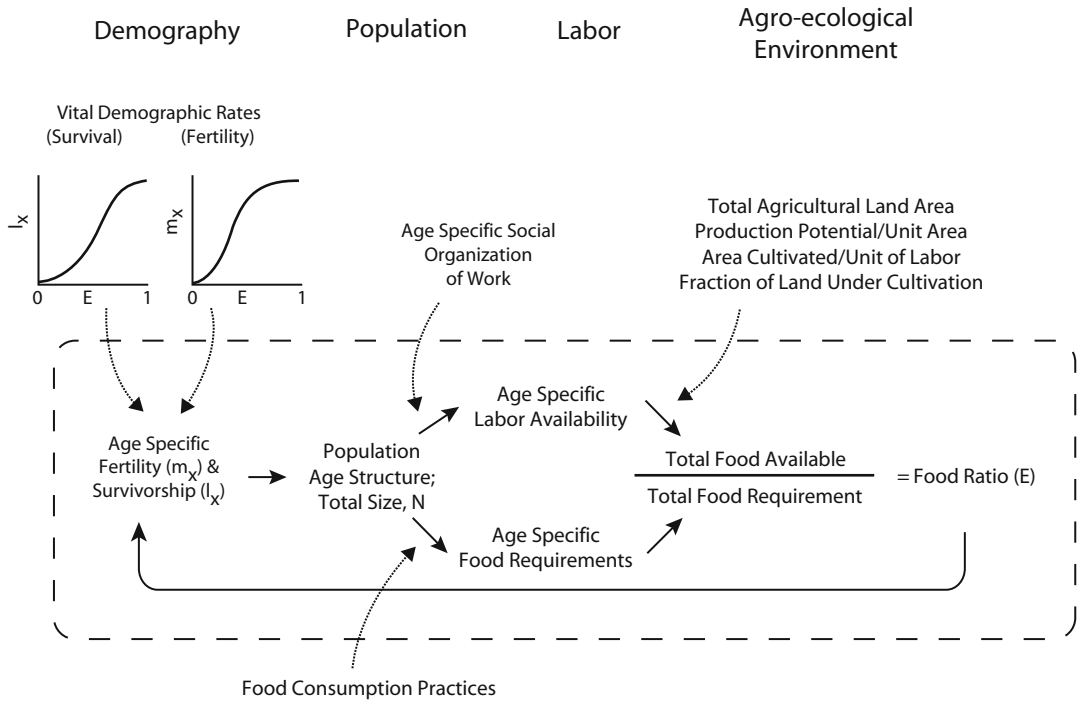 Demography
Population
Labor
Agro-ecological
Environment
Vital Demographic Rates
(Survival)
(Fertility)
lx
0 E 1
mx
0 E 1
Age Specific Social
Organization
of Work
Total Agricultural Land Area
Production Potential/Unit Area
Area Cultivated/Unit of Labor
Fraction of Land Under Cultivation
Age Specific
Fertility (mx) &
Survivorship (lx)
Population
Age Structure;
Total Size, N
Age Specific
Labor Availability
Age Specific
Food Requirements
Total Food Available
Total Food Requirement
= Food Ratio (E)
Food Consumption Practices